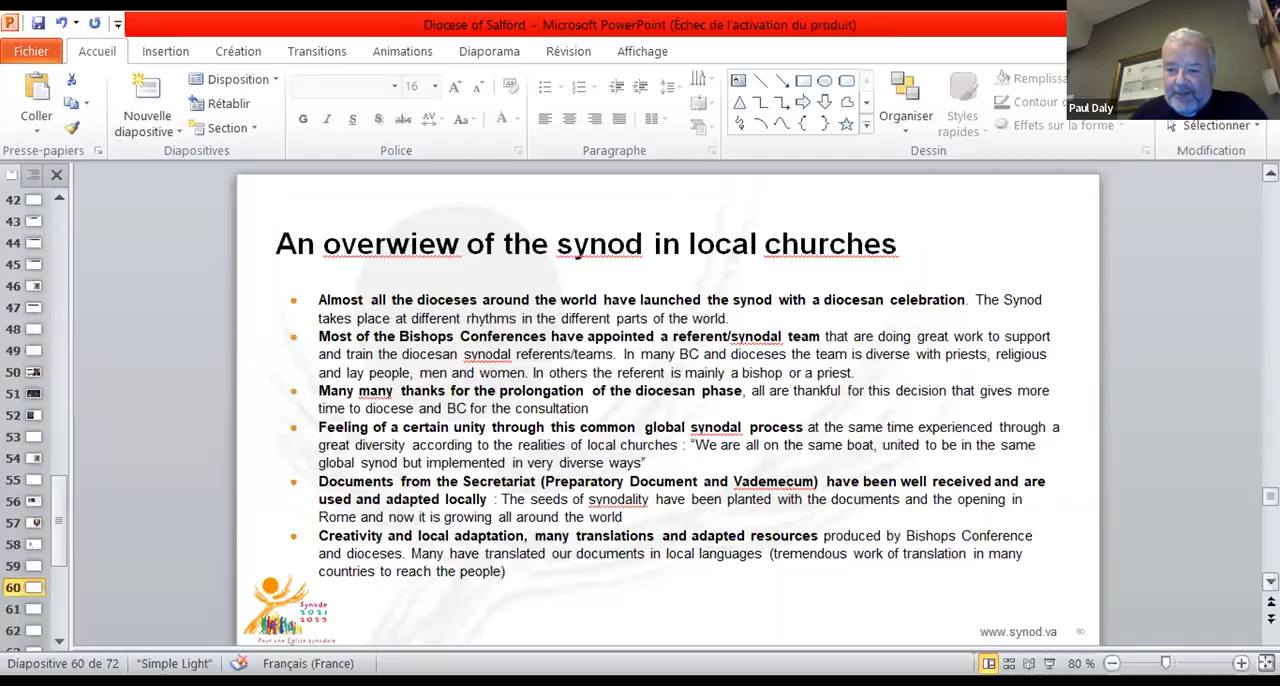 Diocese of Salford - Microsoft PowerPoint (Échec de l'activation du produit)
Fichier Accueil Insertion Création Transitions Animations Diaporama Révision Affichage
Coller
Presse-papiers
Nouvelle diapositive
Disposition
Rétablir
Section
Diapositives
16
G I S S abc AV Aa A
Police
Paragraphe
Organiser
Styles rapides
Contour
Effets sur la forme
Dessin
Sélectionner
Modification
Paul Daly
42
43
44
45
46
47
48
49
50
51
52
53
54
55
56
57
58
59
60
61
62
An overwiew of the synod in local churches
Almost all the dioceses around the world have launched the synod with a diocesan celebration. The Synod
takes place at different rhythms in the different parts of the world.
Most of the Bishops Conferences have appointed a referent/synodal team that are doing great work to support
and train the diocesan synodal referents/teams. In many BC and dioceses the team is diverse with priests, religious
and lay people, men and women. In others the referent is mainly a bishop or a priest.
Many many thanks for the prolongation of the diocesan phase, all are thankful for this decision that gives more
time to diocese and BC for the consultation
Feeling of a certain unity through this common global synodal process at the same time experienced through a
great diversity according to the realities of local churches : “We are all on the same boat, united to be in the same
global synod but implemented in very diverse ways”
Documents from the Secretariat (Preparatory Document and Vademecum) have been well received and are
used and adapted locally : The seeds of synodality have been planted with the documents and the opening in
Rome and now it is growing all around the world
Creativity and local adaptation, many translations and adapted resources produced by Bishops Conference
and dioceses. Many have translated our documents in local languages (tremendous work of translation in many
countries to reach the people)
Synode
2021
2023
Pour une Église synodale
www.synod.va 60
Diapositive 60 de 72 "Simple Light" Français (France) 80 %